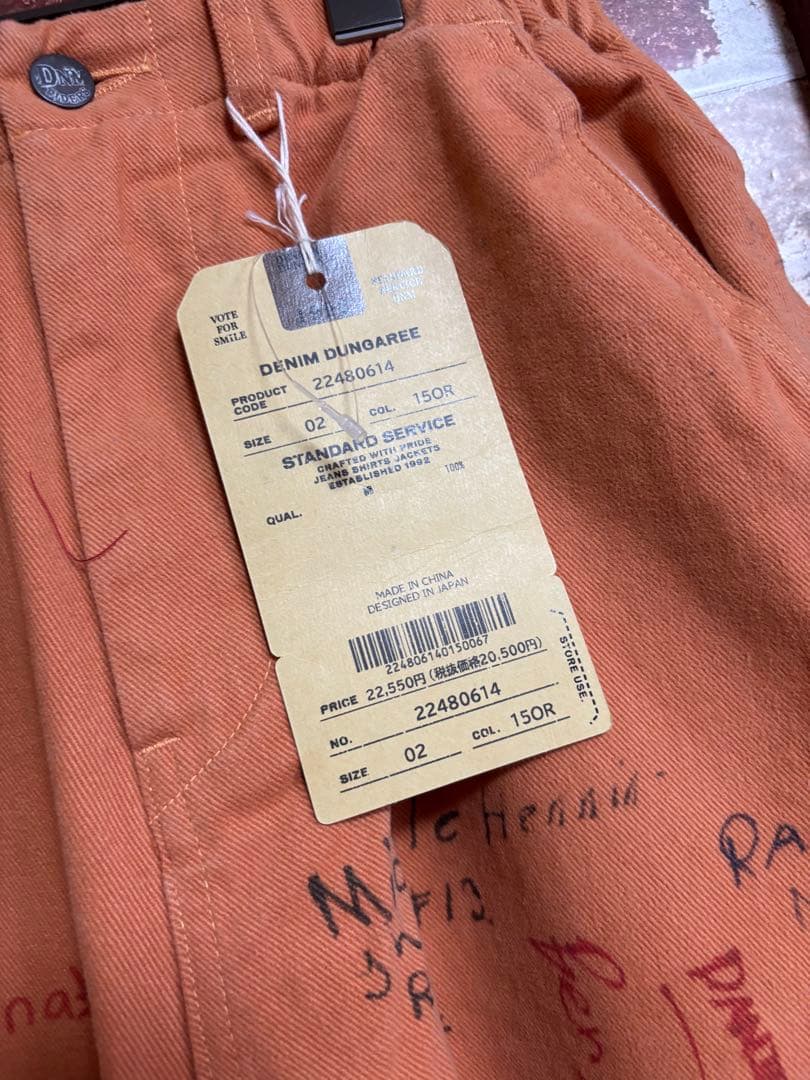 VOTE
FOR
SMiLE
STANDARD
SERVICE
DENIM DUNGAREE
PRODUCT CODE 22480614
SIZE 02 COL. 15OR
STANDARD SERVICE
CRAFTED WITH PRIDE
JEANS SHIRTS JACKETS
ESTABLISHED 1992
100%
QUAL.
MADE IN CHINA
DESIGNED IN JAPAN
224806140150067
PRICE 22,550円 (税抜価格20,500円)
NO. 22480614
SIZE 02 COL. 15OR
STORE USE.